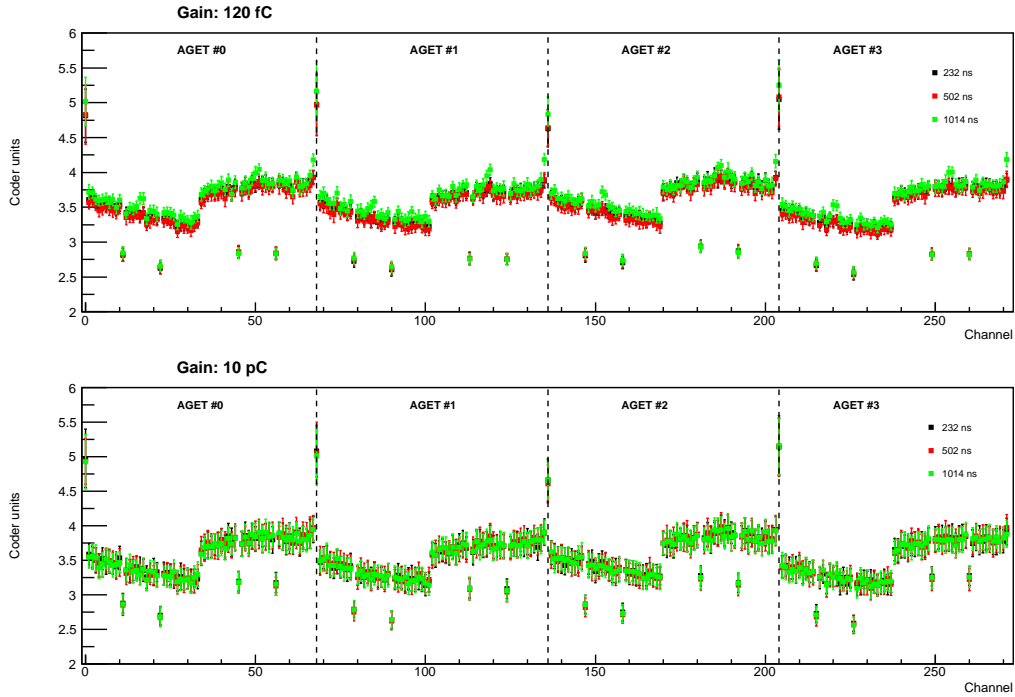 Gain: 120 fC
Coder units
6
5.5
5
4.5
4
3.5
3
2.5
2
AGET #0 AGET #1 AGET #2 AGET #3
232 ns
502 ns
1014 ns
0 50 100 150 200 250
Channel
Gain: 10 pC
Coder units
6
5.5
5
4.5
4
3.5
3
2.5
2
AGET #0 AGET #1 AGET #2 AGET #3
232 ns
502 ns
1014 ns
0 50 100 150 200 250
Channel